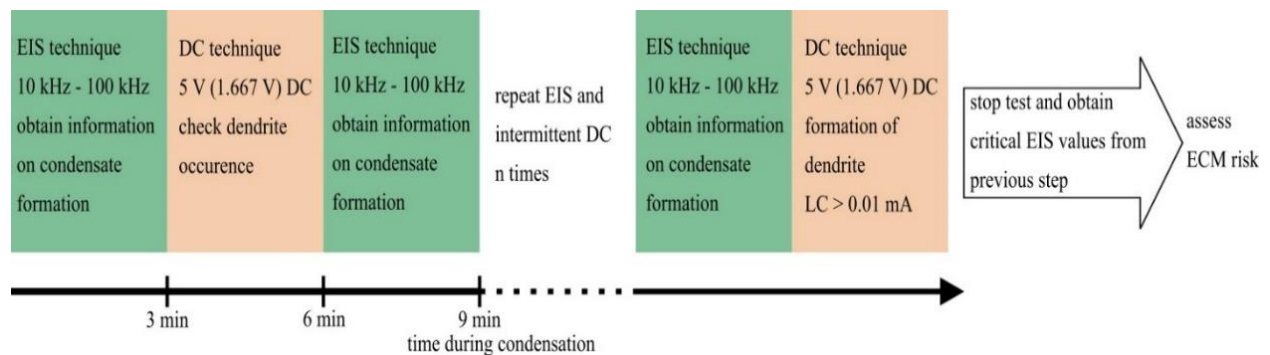 EIS technique
10 kHz - 100 kHz
obtain information
on condensate
formation
DC technique
5 V (1.667 V) DC
check dendrite
occurence
EIS technique
10 kHz - 100 kHz
obtain information
on condensate
formation
repeat EIS and
intermittent DC
n times
EIS technique
10 kHz - 100 kHz
obtain information
on condensate
formation
DC technique
5 V (1.667 V) DC
formation of
dendrite
LC > 0.01 mA
stop test and obtain
critical EIS values from
previous step
assess
ECM risk
3 min
6 min
9 min
time during condensation